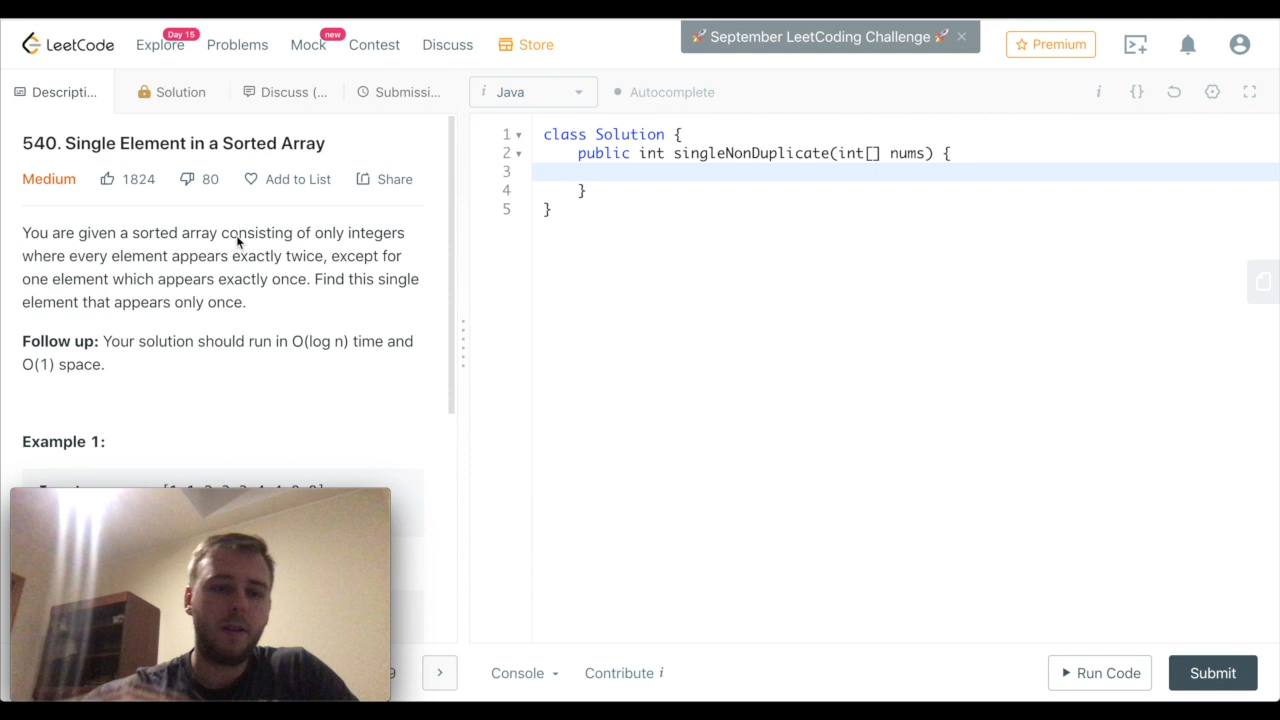 🚀 September LeetCoding Challenge 🚀 ×
LeetCode Explore Day 15 Problems Mock new Contest Discuss Store Premium
Descripti... Solution Discuss (... Submissi...
i Java Autocomplete i {}
540. Single Element in a Sorted Array
Medium 1824 80 Add to List Share
You are given a sorted array consisting of only integers
where every element appears exactly twice, except for
one element which appears exactly once. Find this single
element that appears only once.
Follow up: Your solution should run in O(log n) time and
O(1) space.
Example 1:
1 class Solution {
2 public int singleNonDuplicate(int[] nums) {
3
4 }
5 }
9 > Console Contribute i Run Code Submit